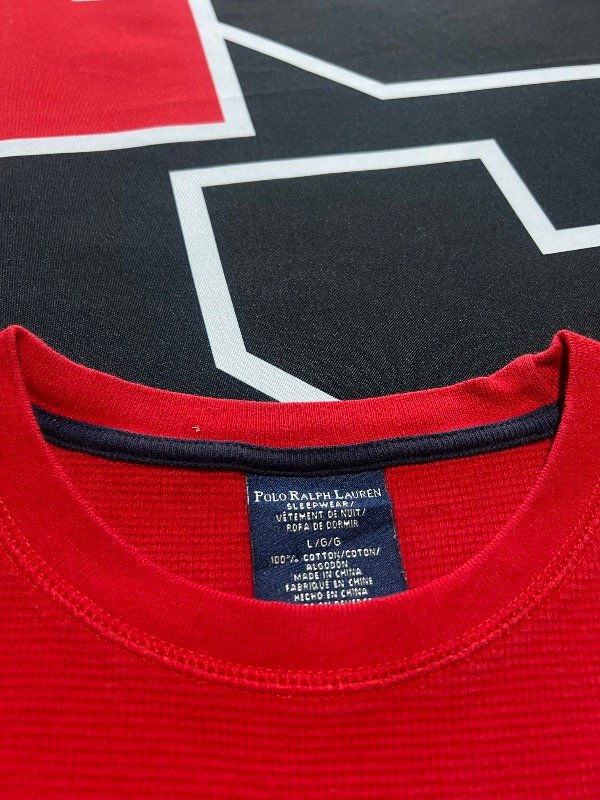 POLO RALPH LAUREN
SLEEPWEAR/
VÊTEMENT DE NUIT/
ROPA DE DORMIR
L/G/G
100% COTTON/COTON/
ALGODON
MADE IN CHINA
FABRIQUÉ EN CHINE
HECHO EN CHINA